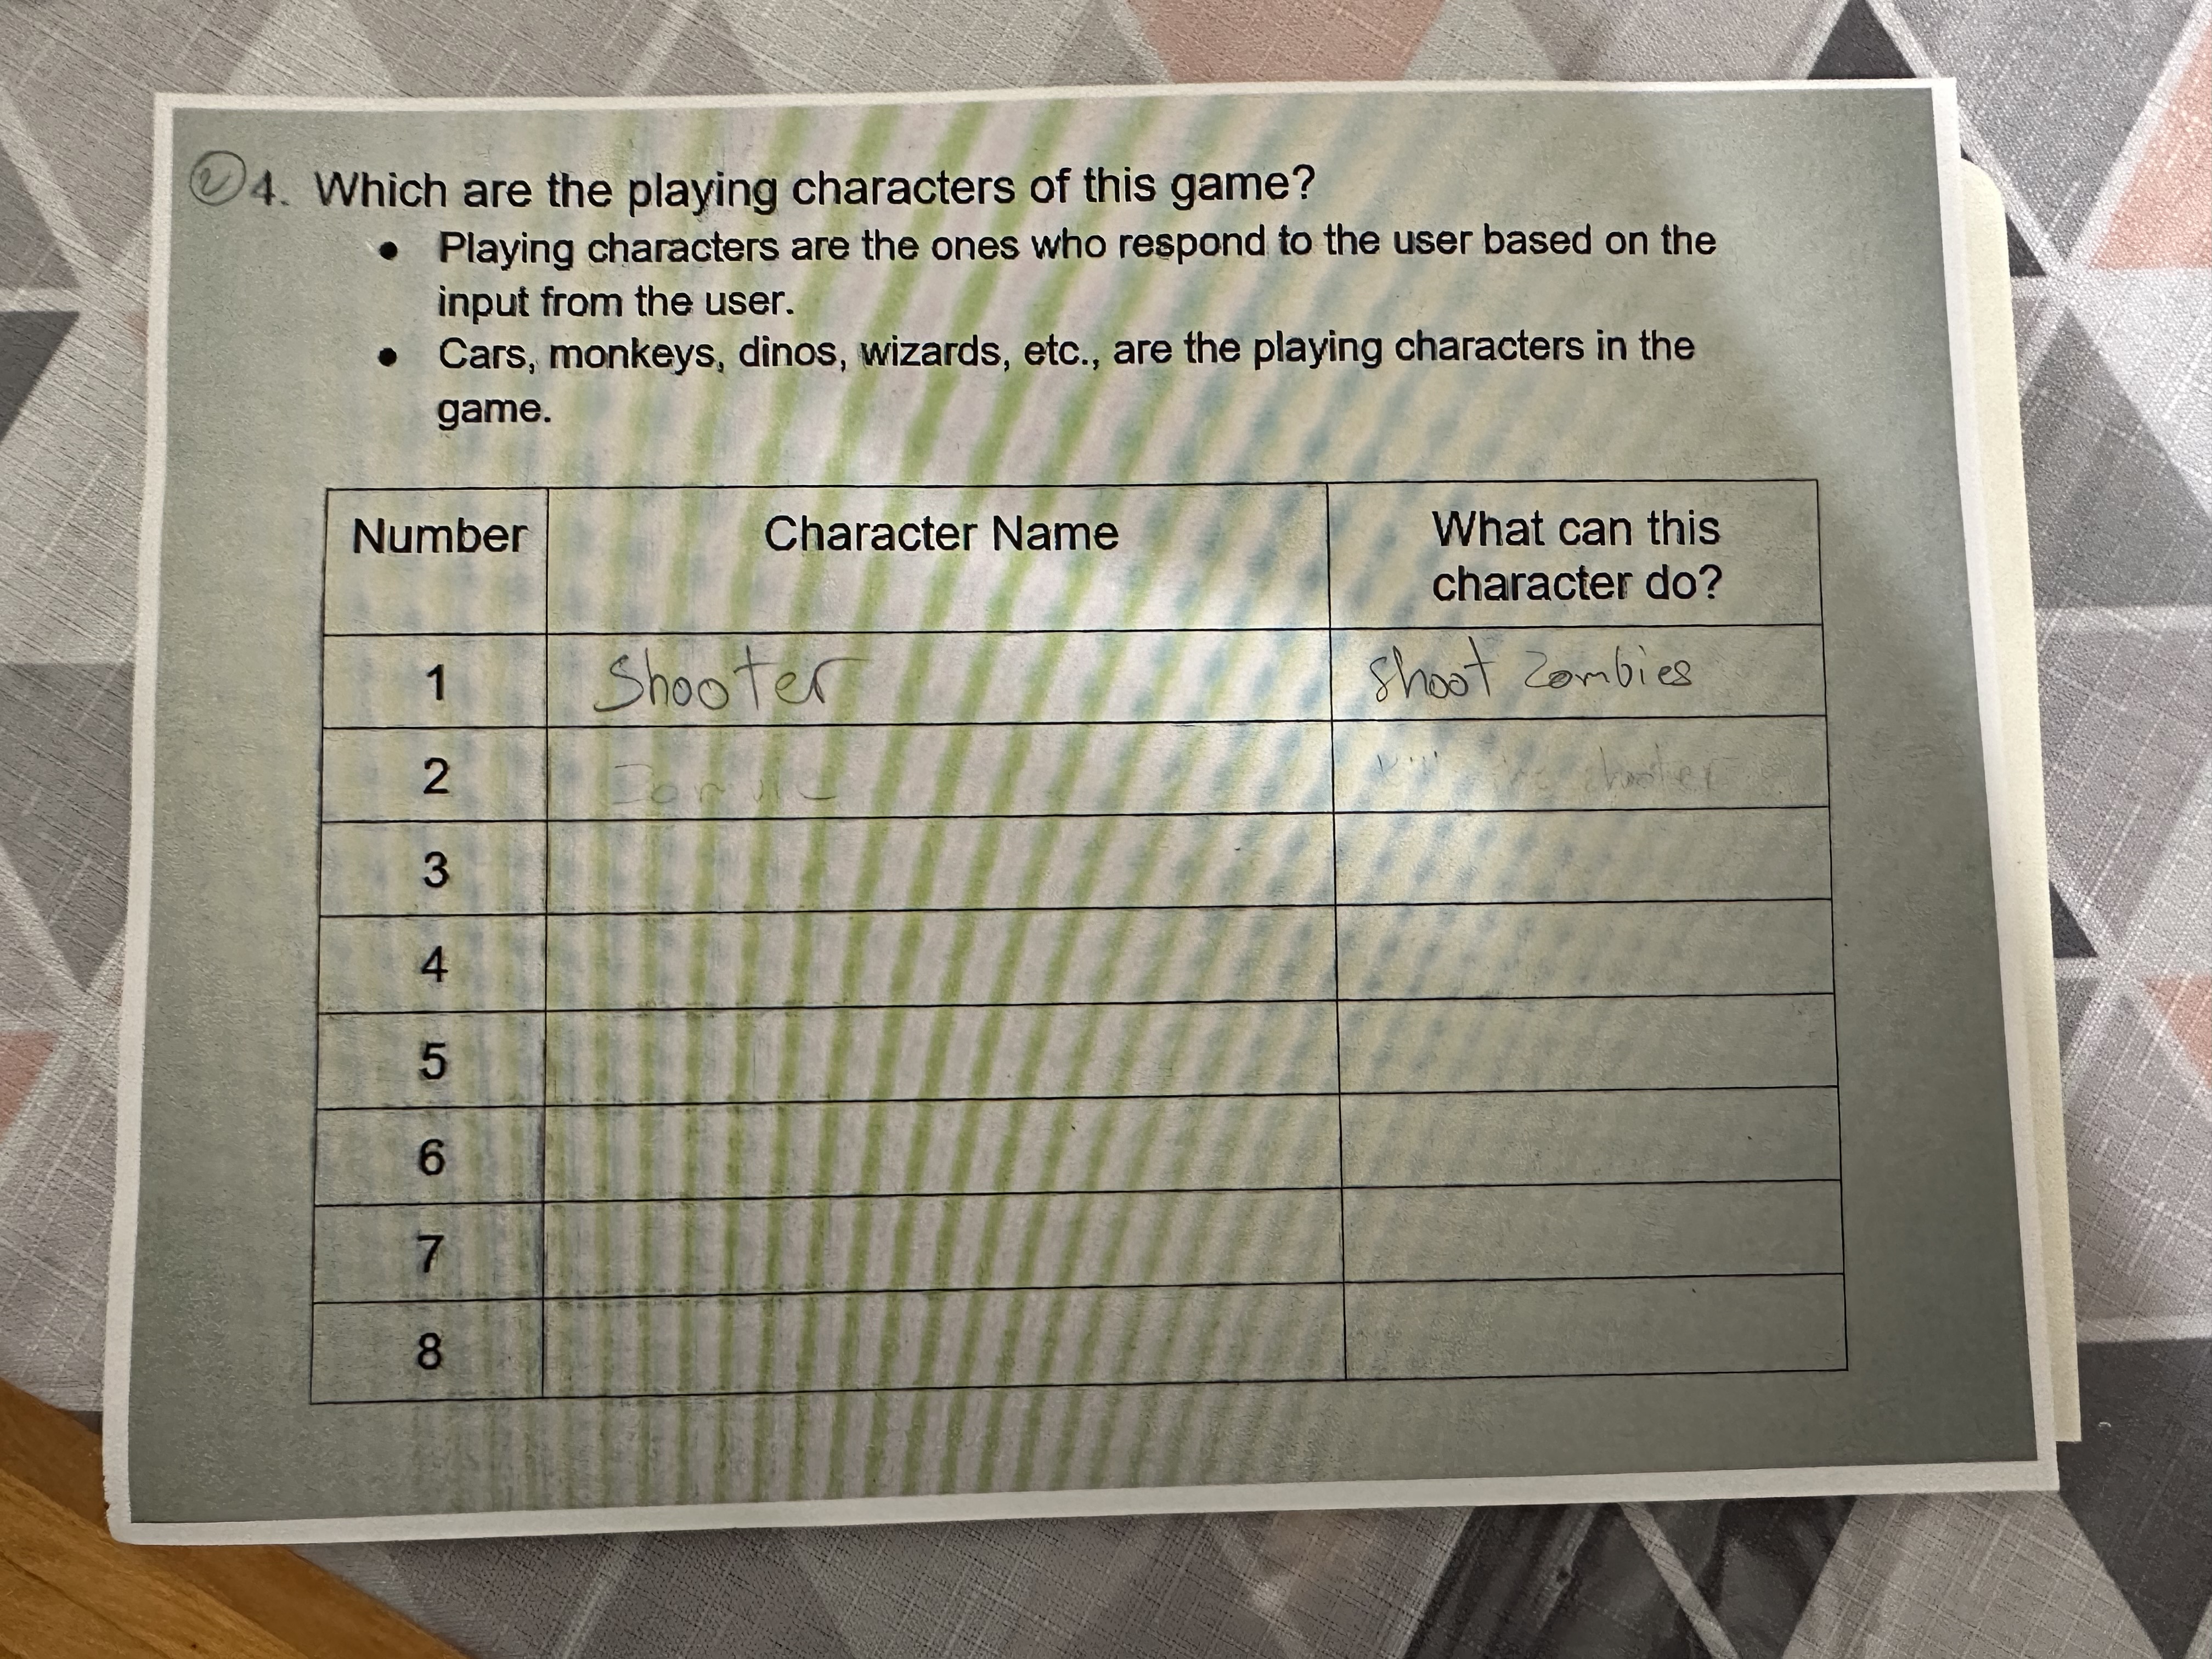 ② 4. Which are the playing characters of this game?
• Playing characters are the ones who respond to the user based on the
input from the user.
• Cars, monkeys, dinos, wizards, etc., are the playing characters in the
game.
Number Character Name What can this
character do?
1 Shooter Shoot Zombies
2 shooter
3
4
5
6
7
8